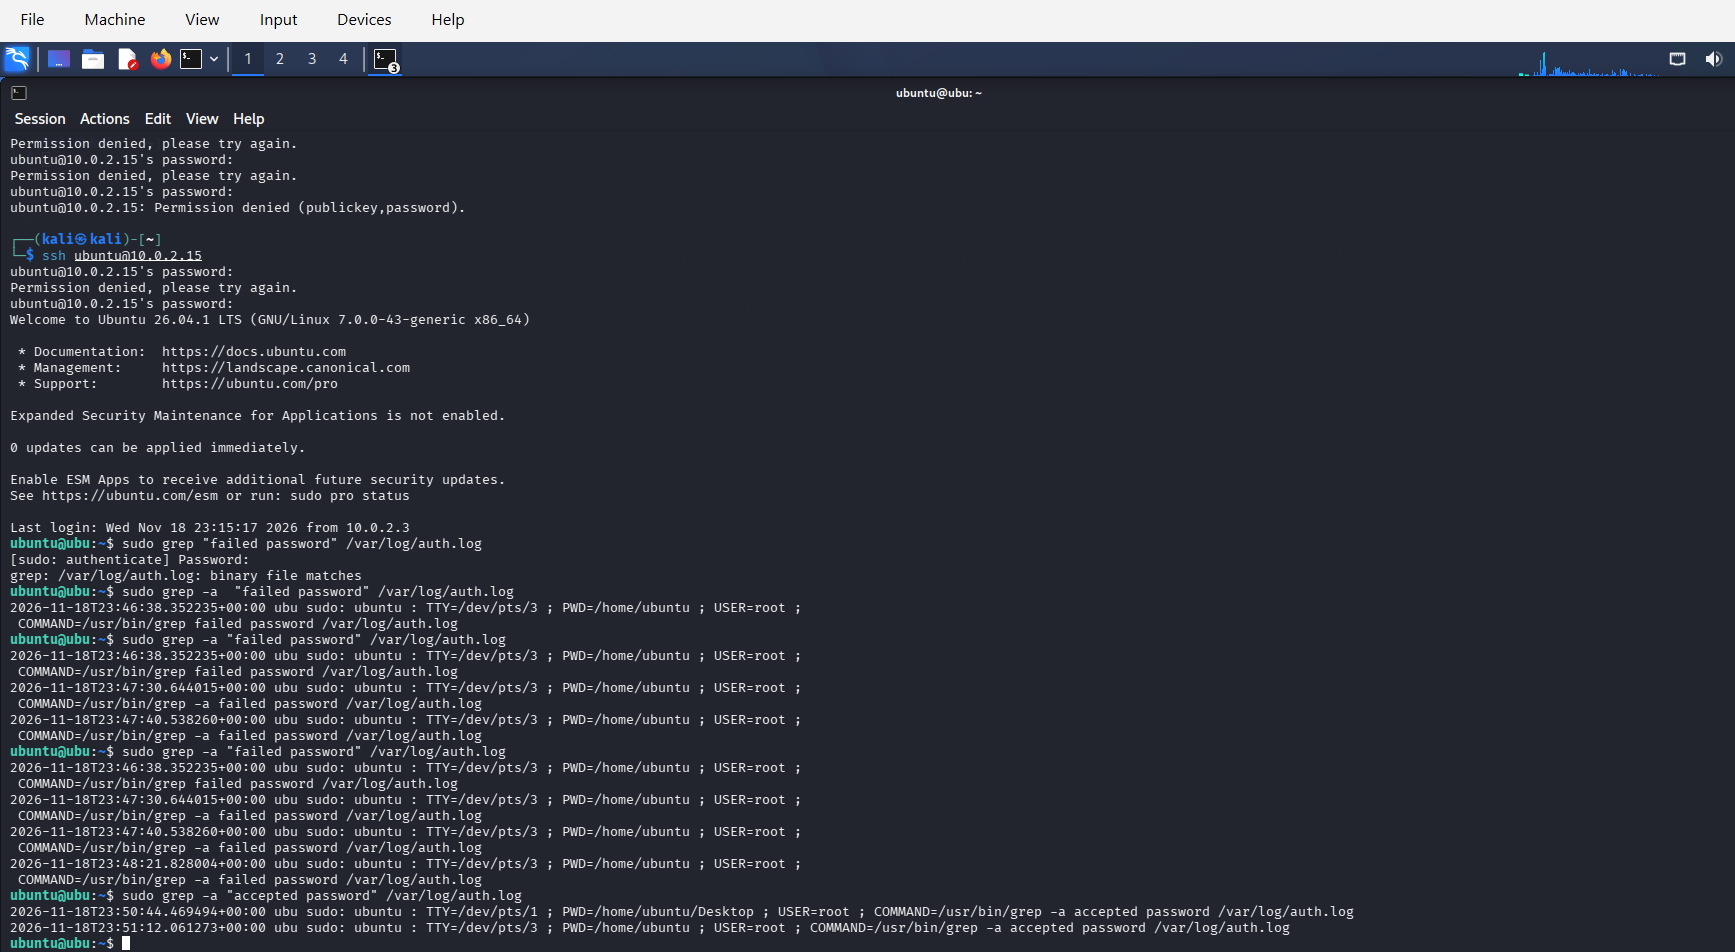 File Machine View Input Devices Help
1 2 3 4 3
ubuntu@ubu: ~
Session Actions Edit View Help
Permission denied, please try again.
ubuntu@10.0.2.15's password:
Permission denied, please try again.
ubuntu@10.0.2.15's password:
ubuntu@10.0.2.15: Permission denied (publickey,password).
┌──(kali㉿kali)-[~]
└─$ ssh ubuntu@10.0.2.15
ubuntu@10.0.2.15's password:
Permission denied, please try again.
ubuntu@10.0.2.15's password:
Welcome to Ubuntu 26.04.1 LTS (GNU/Linux 7.0.0-43-generic x86_64)
* Documentation:  https://docs.ubuntu.com
* Management:     https://landscape.canonical.com
* Support:        https://ubuntu.com/pro
Expanded Security Maintenance for Applications is not enabled.
0 updates can be applied immediately.
Enable ESM Apps to receive additional future security updates.
See https://ubuntu.com/esm or run: sudo pro status
Last login: Wed Nov 18 23:15:17 2026 from 10.0.2.3
ubuntu@ubu:~$ sudo grep "failed password" /var/log/auth.log
[sudo: authenticate] Password:
grep: /var/log/auth.log: binary file matches
ubuntu@ubu:~$ sudo grep -a  "failed password" /var/log/auth.log
2026-11-18T23:46:38.352235+00:00 ubu sudo: ubuntu : TTY=/dev/pts/3 ; PWD=/home/ubuntu ; USER=root ;
COMMAND=/usr/bin/grep failed password /var/log/auth.log
ubuntu@ubu:~$ sudo grep -a "failed password" /var/log/auth.log
2026-11-18T23:46:38.352235+00:00 ubu sudo: ubuntu : TTY=/dev/pts/3 ; PWD=/home/ubuntu ; USER=root ;
COMMAND=/usr/bin/grep failed password /var/log/auth.log
2026-11-18T23:47:30.644015+00:00 ubu sudo: ubuntu : TTY=/dev/pts/3 ; PWD=/home/ubuntu ; USER=root ;
COMMAND=/usr/bin/grep -a failed password /var/log/auth.log
2026-11-18T23:47:40.538260+00:00 ubu sudo: ubuntu : TTY=/dev/pts/3 ; PWD=/home/ubuntu ; USER=root ;
COMMAND=/usr/bin/grep -a failed password /var/log/auth.log
ubuntu@ubu:~$ sudo grep -a "failed password" /var/log/auth.log
2026-11-18T23:46:38.352235+00:00 ubu sudo: ubuntu : TTY=/dev/pts/3 ; PWD=/home/ubuntu ; USER=root ;
COMMAND=/usr/bin/grep failed password /var/log/auth.log
2026-11-18T23:47:30.644015+00:00 ubu sudo: ubuntu : TTY=/dev/pts/3 ; PWD=/home/ubuntu ; USER=root ;
COMMAND=/usr/bin/grep -a failed password /var/log/auth.log
2026-11-18T23:47:40.538260+00:00 ubu sudo: ubuntu : TTY=/dev/pts/3 ; PWD=/home/ubuntu ; USER=root ;
COMMAND=/usr/bin/grep -a failed password /var/log/auth.log
2026-11-18T23:48:21.828004+00:00 ubu sudo: ubuntu : TTY=/dev/pts/3 ; PWD=/home/ubuntu ; USER=root ;
COMMAND=/usr/bin/grep -a failed password /var/log/auth.log
ubuntu@ubu:~$ sudo grep -a "accepted password" /var/log/auth.log
2026-11-18T23:50:44.469494+00:00 ubu sudo: ubuntu : TTY=/dev/pts/1 ; PWD=/home/ubuntu/Desktop ; USER=root ; COMMAND=/usr/bin/grep -a accepted password /var/log/auth.log
2026-11-18T23:51:12.061273+00:00 ubu sudo: ubuntu : TTY=/dev/pts/3 ; PWD=/home/ubuntu ; USER=root ; COMMAND=/usr/bin/grep -a accepted password /var/log/auth.log
ubuntu@ubu:~$